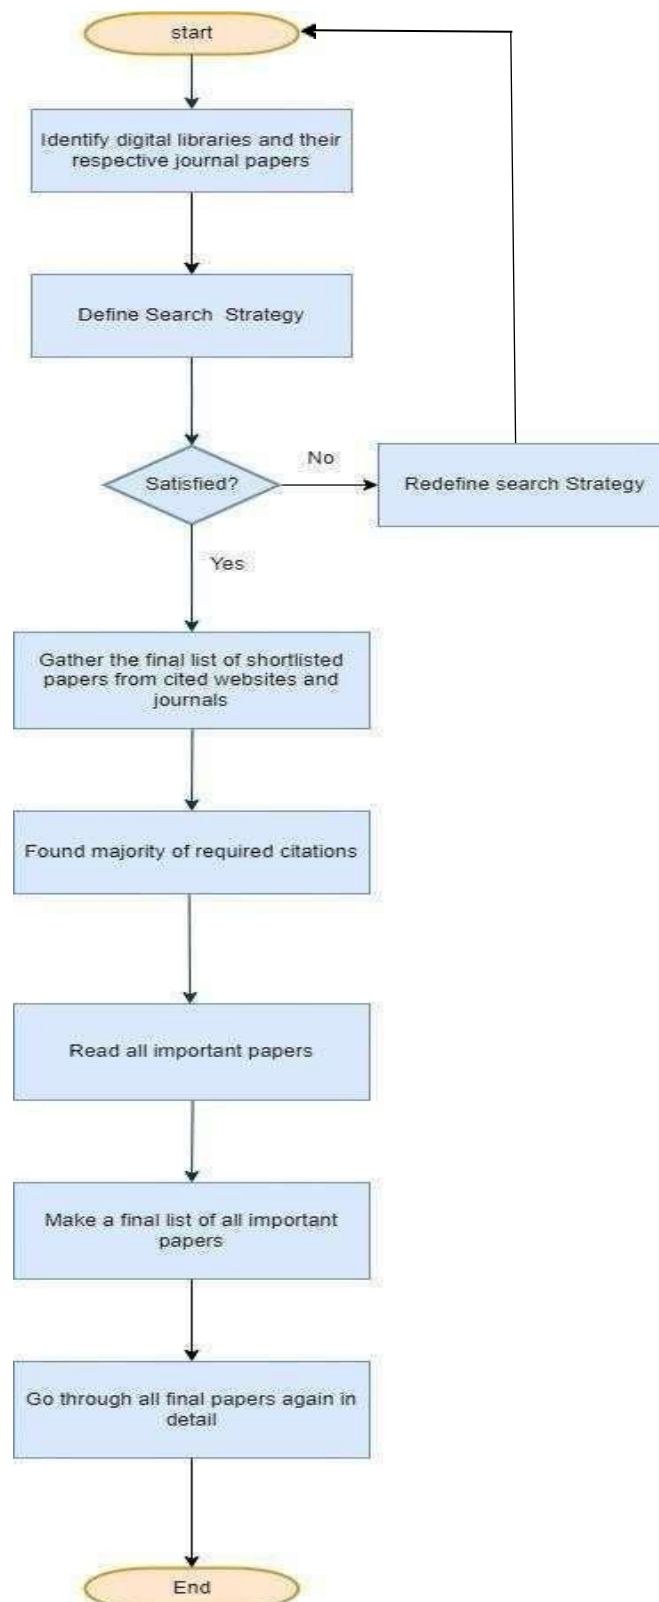 start
Identify digital libraries and their
respective journal papers
Define Search Strategy
Satisfied?
No
Redefine search Strategy
Yes
Gather the final list of shortlisted
papers from cited websites and
journals
Found majority of required citations
Read all important papers
Make a final list of all important
papers
Go through all final papers again in
detail
End